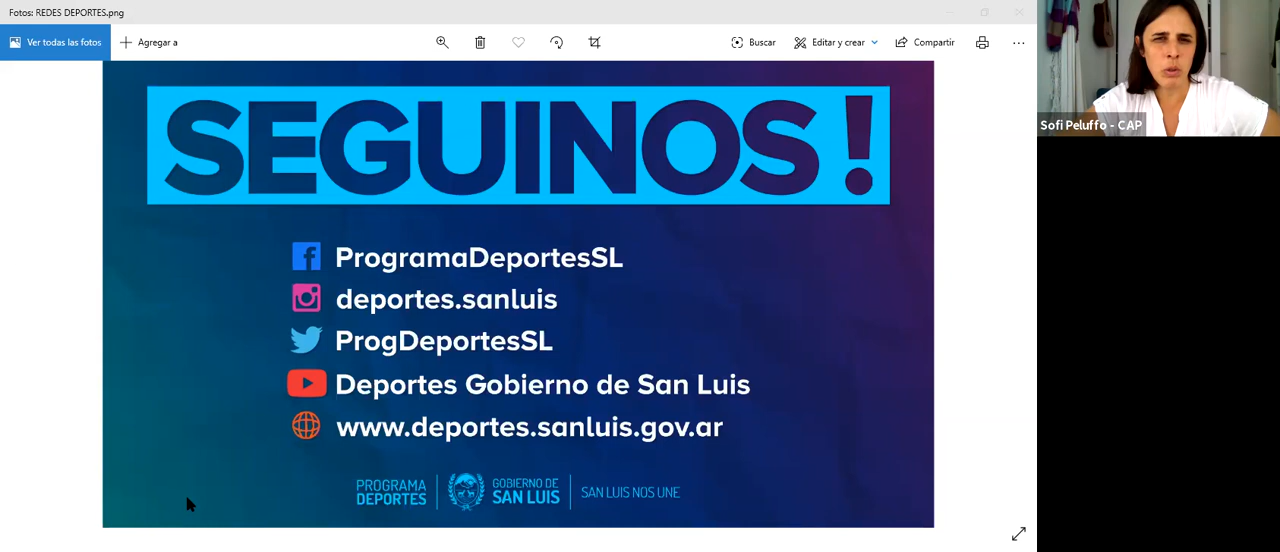 Fotos: REDES DEPORTES.png
Ver todas las fotos
Agregar a
Buscar
Editar y crear
Compartir
Sofi Peluffo - CAP
SEGUINOS!
ProgramaDeportesSL
deportes.sanluis
ProgDeportesSL
Deportes Gobierno de San Luis
www.deportes.sanluis.gov.ar
PROGRAMA DEPORTES
GOBIERNO DE SAN LUIS
SAN LUIS NOS UNE